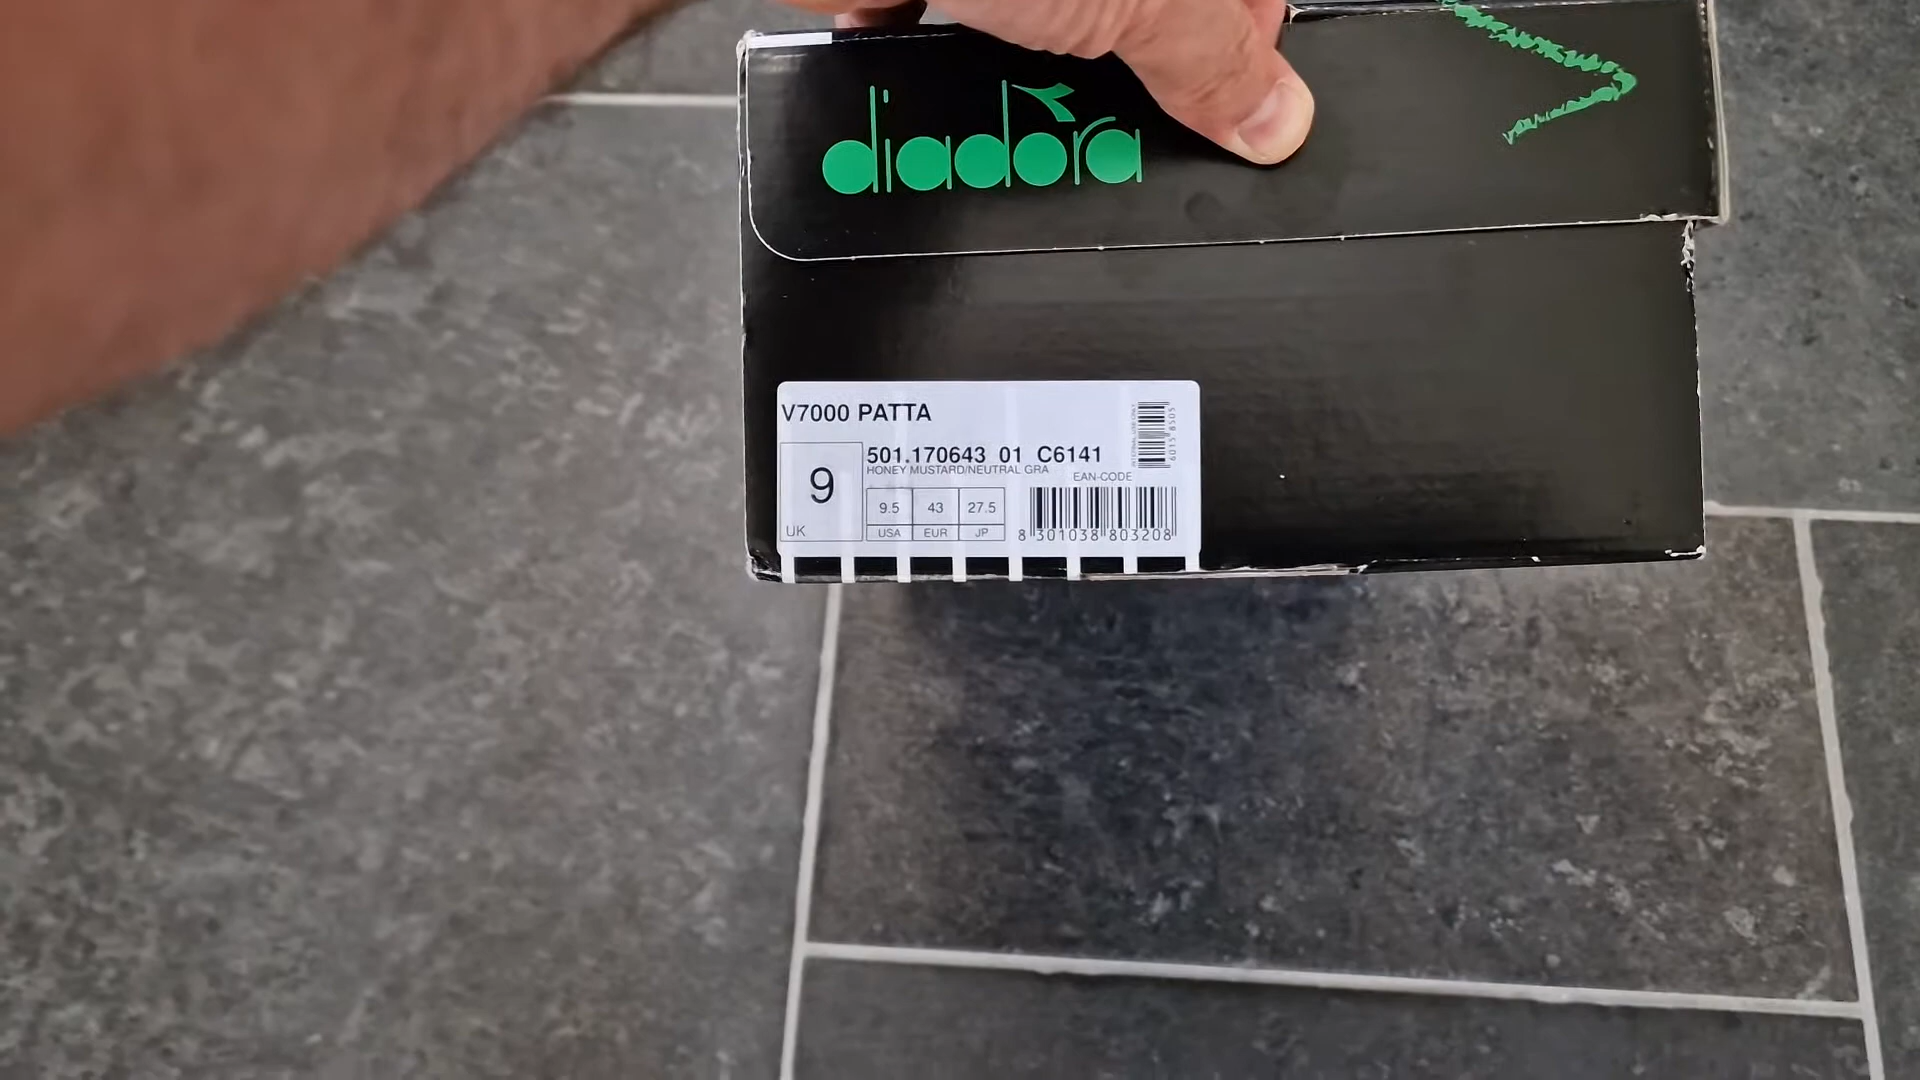 diadora
V7000 PATTA
501.170643 01 C6141
HONEY MUSTARD/NEUTRAL GRA
EAN-CODE
9
UK
9.5 43 27.5
USA EUR JP
8 301038 803208